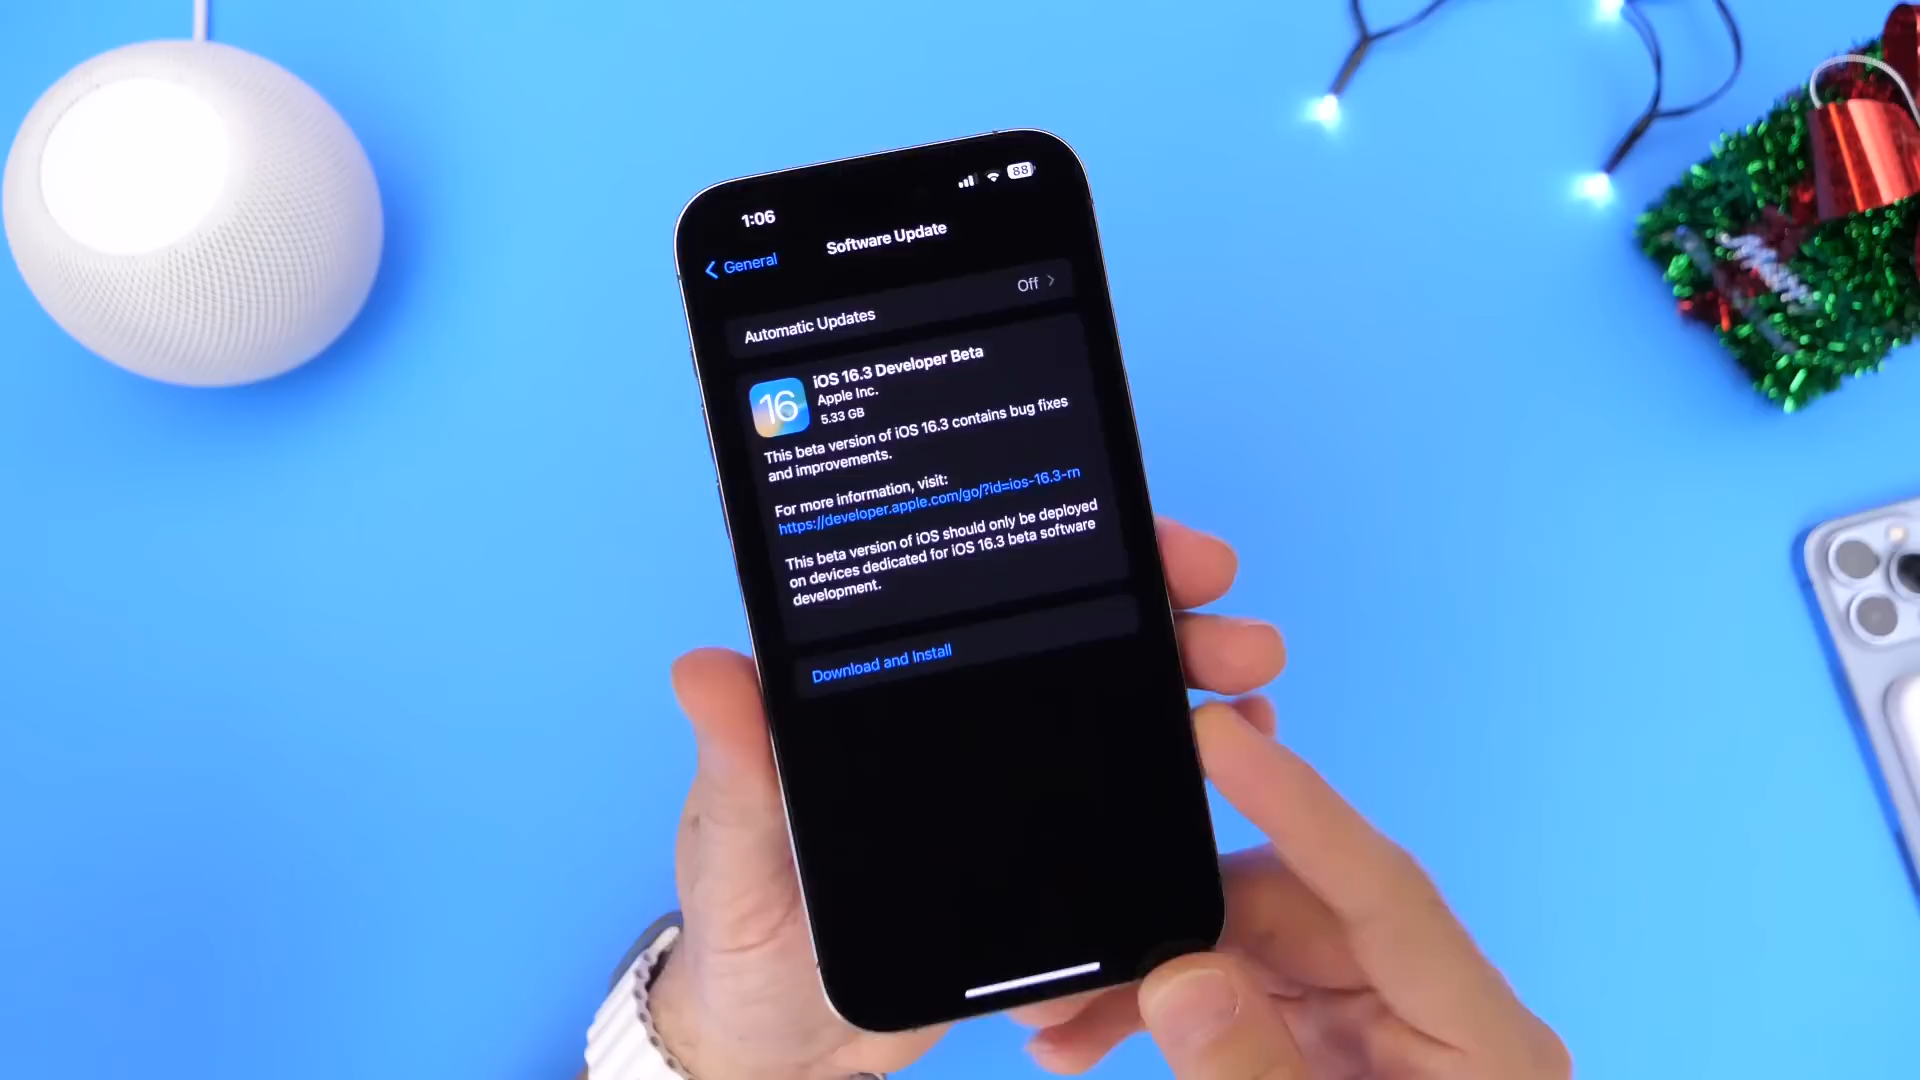 1:06
88
General
Software Update
Automatic Updates
Off
16
iOS 16.3 Developer Beta
Apple Inc.
5.33 GB
This beta version of iOS 16.3 contains bug fixes
and improvements.
For more information, visit:
https://developer.apple.com/go/?id=ios-16.3-rn
This beta version of iOS should only be deployed
on devices dedicated for iOS 16.3 beta software
development.
Download and Install